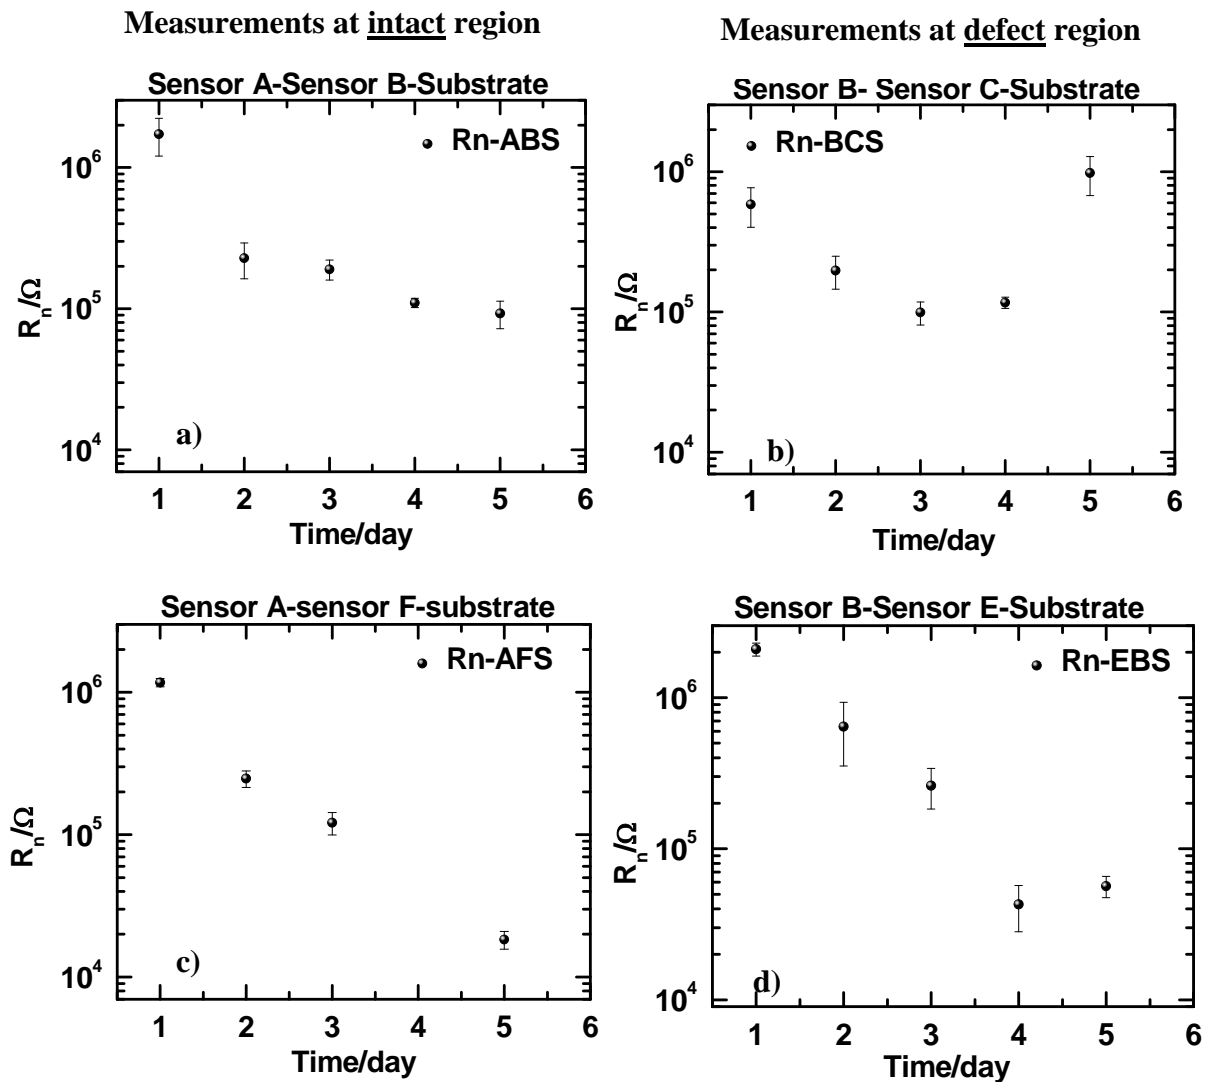 Measurements at intact region
Measurements at defect region
Sensor A-Sensor B-Substrate
Rn-ABS
10^6
10^5
10^4
R_n/Ω
a)
1 2 3 4 5 6
Time/day
Sensor B- Sensor C-Substrate
Rn-BCS
10^6
10^5
10^4
R_n/Ω
b)
1 2 3 4 5 6
Time/day
Sensor A-sensor F-substrate
Rn-AFS
10^6
10^5
10^4
R_n/Ω
c)
1 2 3 4 5 6
Time/day
Sensor B-Sensor E-Substrate
Rn-EBS
10^6
10^5
10^4
R_n/Ω
d)
1 2 3 4 5 6
Time/day